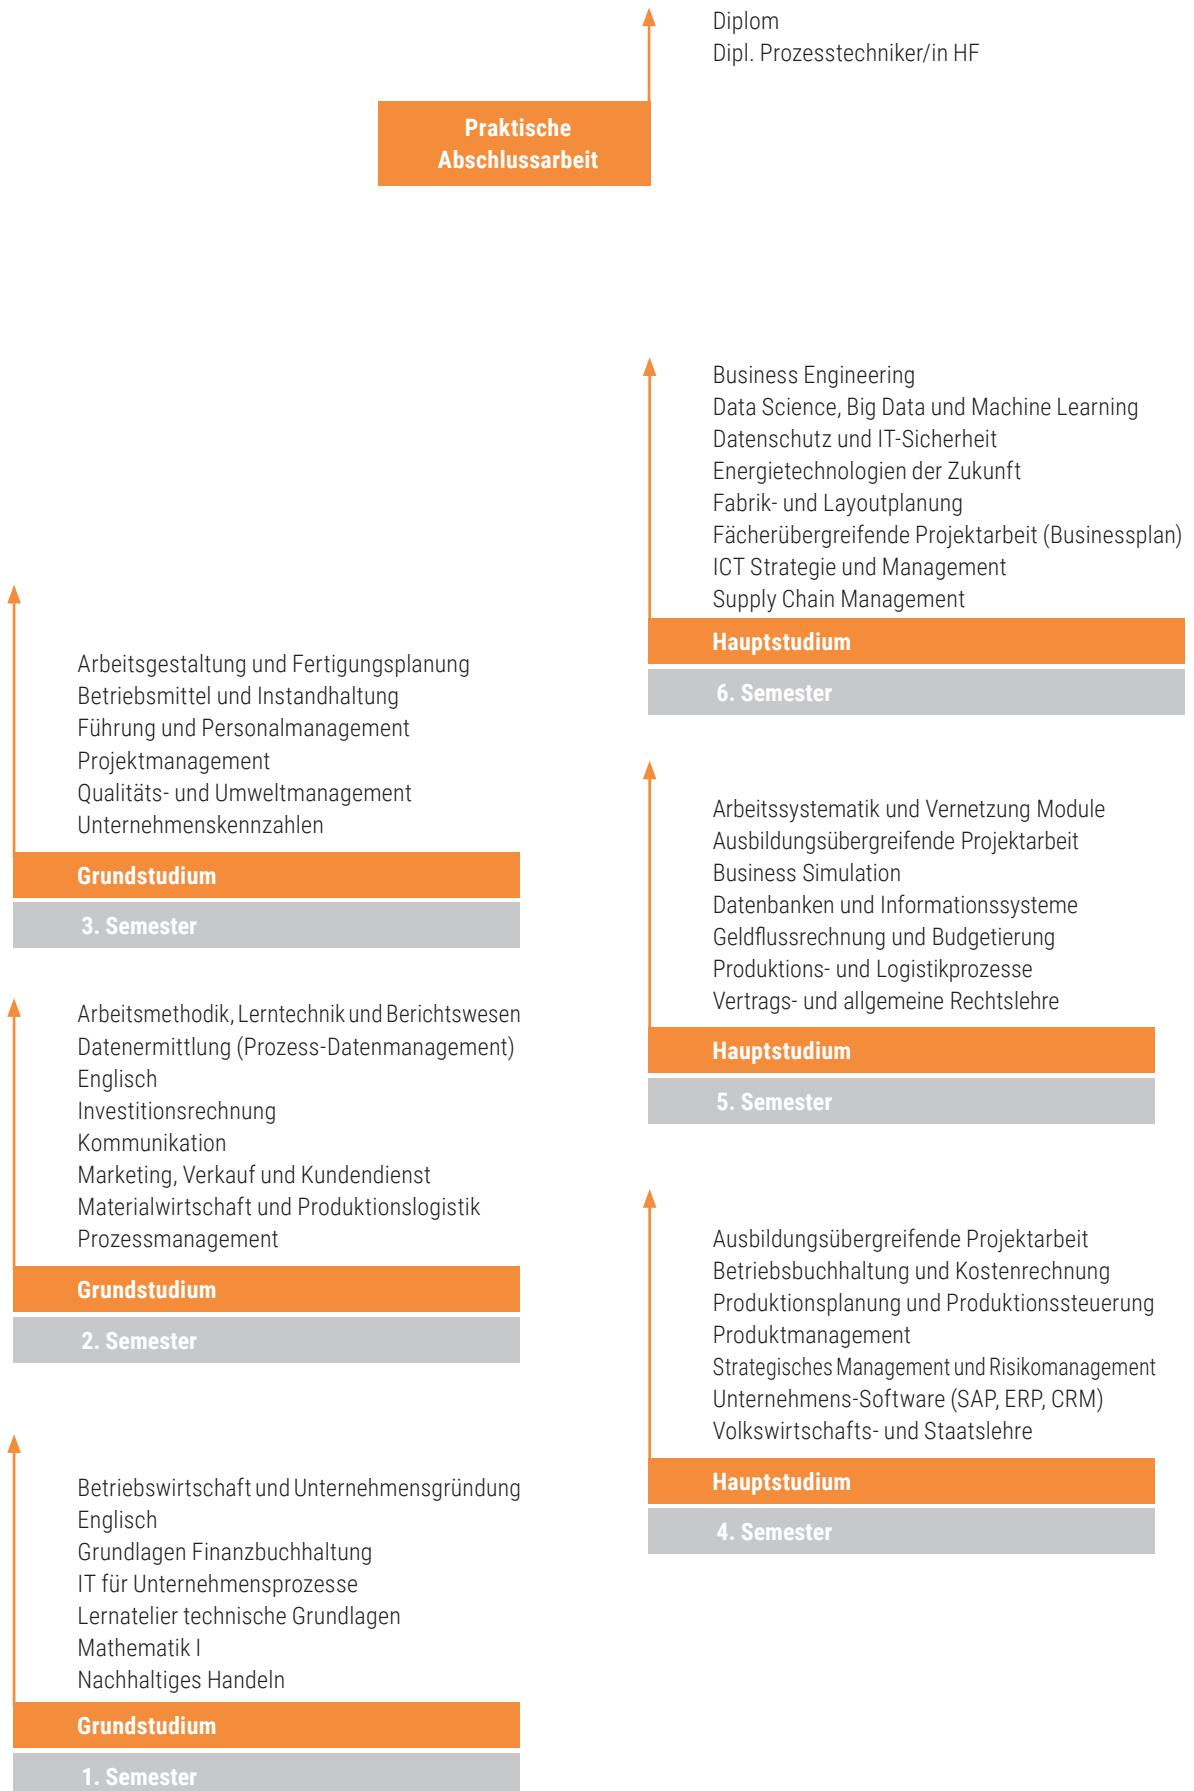 Diplom
Dipl. Prozesstechniker/in HF
Praktische
Abschlussarbeit
Business Engineering
Data Science, Big Data und Machine Learning
Datenschutz und IT-Sicherheit
Energietechnologien der Zukunft
Fabrik- und Layoutplanung
Fächerübergreifende Projektarbeit (Businessplan)
ICT Strategie und Management
Supply Chain Management
Hauptstudium
6. Semester
Arbeitsgestaltung und Fertigungsplanung
Betriebsmittel und Instandhaltung
Führung und Personalmanagement
Projektmanagement
Qualitäts- und Umweltmanagement
Unternehmenskennzahlen
Grundstudium
3. Semester
Arbeitssystematik und Vernetzung Module
Ausbildungsübergreifende Projektarbeit
Business Simulation
Datenbanken und Informationssysteme
Geldflussrechnung und Budgetierung
Produktions- und Logistikprozesse
Vertrags- und allgemeine Rechtslehre
Hauptstudium
5. Semester
Arbeitsmethodik, Lerntechnik und Berichtswesen
Datenermittlung (Prozess-Datenmanagement)
Englisch
Investitionsrechnung
Kommunikation
Marketing, Verkauf und Kundendienst
Materialwirtschaft und Produktionslogistik
Prozessmanagement
Grundstudium
2. Semester
Ausbildungsübergreifende Projektarbeit
Betriebsbuchhaltung und Kostenrechnung
Produktionsplanung und Produktionssteuerung
Produktmanagement
Strategisches Management und Risikomanagement
Unternehmens-Software (SAP, ERP, CRM)
Volkswirtschafts- und Staatslehre
Hauptstudium
4. Semester
Betriebswirtschaft und Unternehmensgründung
Englisch
Grundlagen Finanzbuchhaltung
IT für Unternehmensprozesse
Lernatelier technische Grundlagen
Mathematik I
Nachhaltiges Handeln
Grundstudium
1. Semester